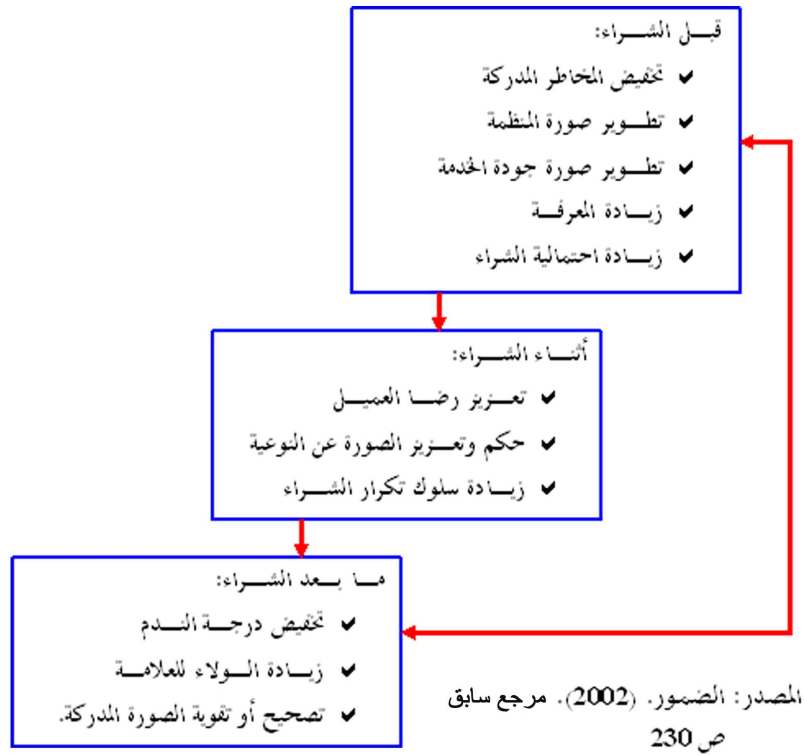 قبل الشراء:
✔ تخفيض المخاطر المدركة
✔ تطوير صورة المنظمة
✔ تطوير صورة جودة الخدمة
✔ زيادة المعرفة
✔ زيادة احتمالية الشراء
أثناء الشراء:
✔ تعزيز رضا العميل
✔ حكم وتعزيز الصورة عن النوعية
✔ زيادة سلوك تكرار الشراء
ما بعد الشراء:
✔ تخفيض درجة الندم
✔ زيادة الولاء للعلامة
✔ تصحيح أو تقوية الصورة المدركة.
المصدر: الضمور. (2002). مرجع سابق
ص 230